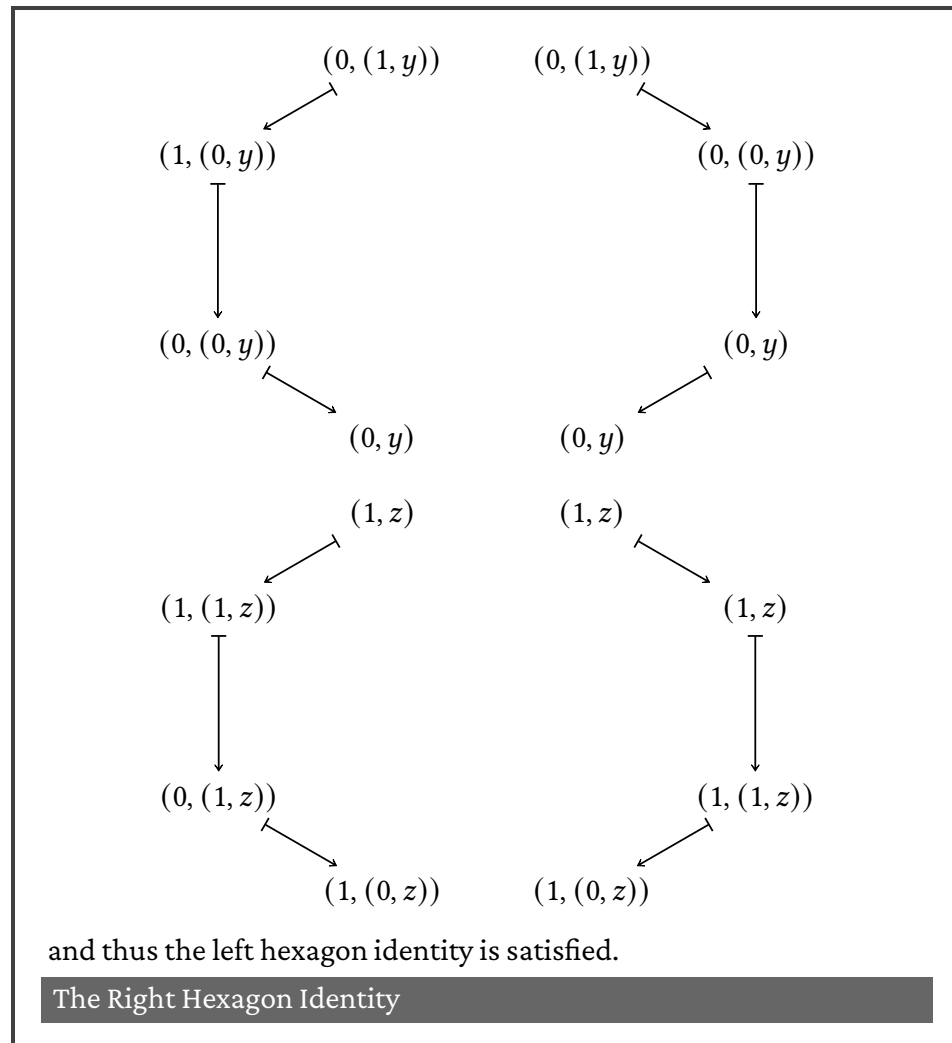 (0, (1, y)) (0, (1, y))
(1, (0, y)) (0, (0, y))
(0, (0, y)) (0, y)
(0, y) (0, y)
(1, z) (1, z)
(1, (1, z)) (1, z)
(0, (1, z)) (1, (1, z))
(1, (0, z)) (1, (0, z))
and thus the left hexagon identity is satisfied.
The Right Hexagon Identity